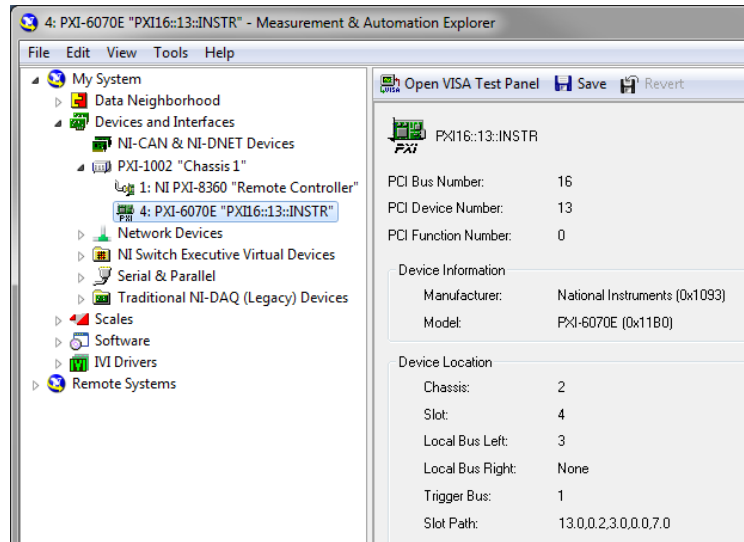 4: PXI-6070E "PXI16::13::INSTR" - Measurement & Automation Explorer
File Edit View Tools Help
My System
Data Neighborhood
Devices and Interfaces
NI-CAN & NI-DNET Devices
PXI-1002 "Chassis 1"
1: NI PXI-8360 "Remote Controller"
4: PXI-6070E "PXI16::13::INSTR"
Network Devices
NI Switch Executive Virtual Devices
Serial & Parallel
Traditional NI-DAQ (Legacy) Devices
Scales
Software
IVI Drivers
Remote Systems
VISA Open VISA Test Panel Save Revert
PXI PXI16::13::INSTR
PCI Bus Number: 16
PCI Device Number: 13
PCI Function Number: 0
Device Information
Manufacturer: National Instruments (0x1093)
Model: PXI-6070E (0x11B0)
Device Location
Chassis: 2
Slot: 4
Local Bus Left: 3
Local Bus Right: None
Trigger Bus: 1
Slot Path: 13.0,0.2,3.0,0.0,7.0